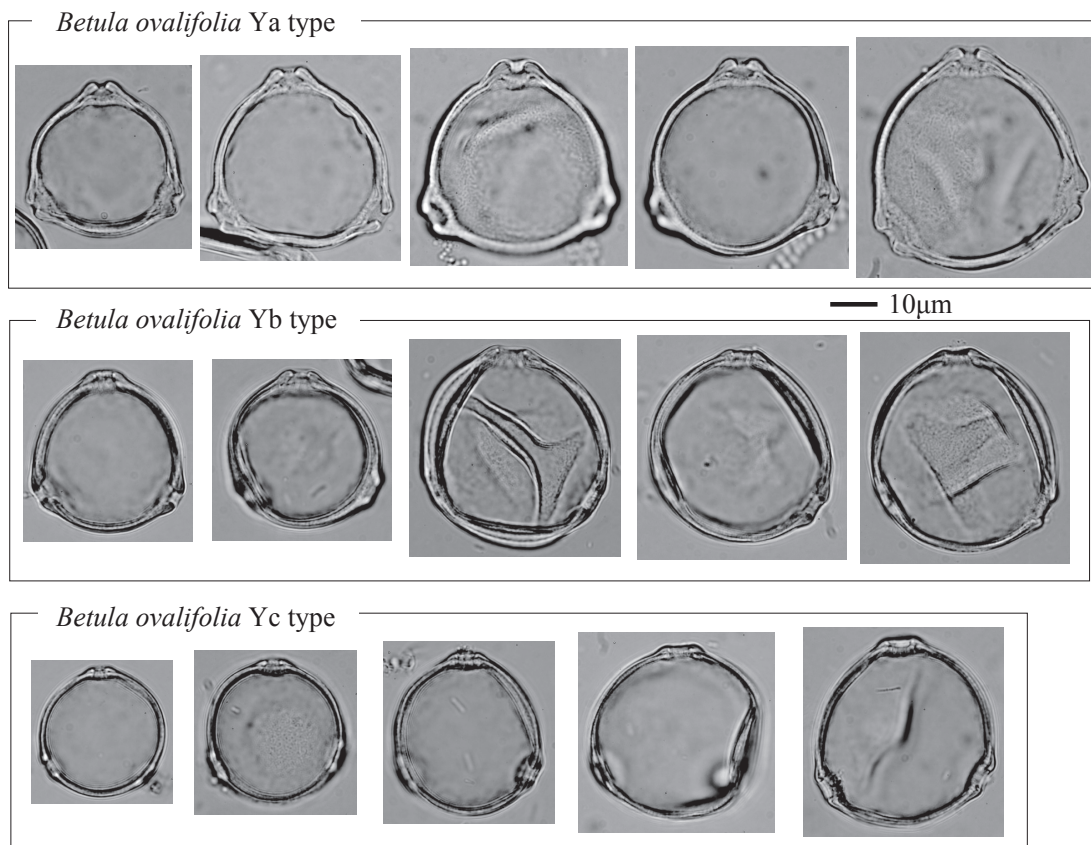 Betula ovalifolia Ya type
10μm
Betula ovalifolia Yb type
Betula ovalifolia Yc type